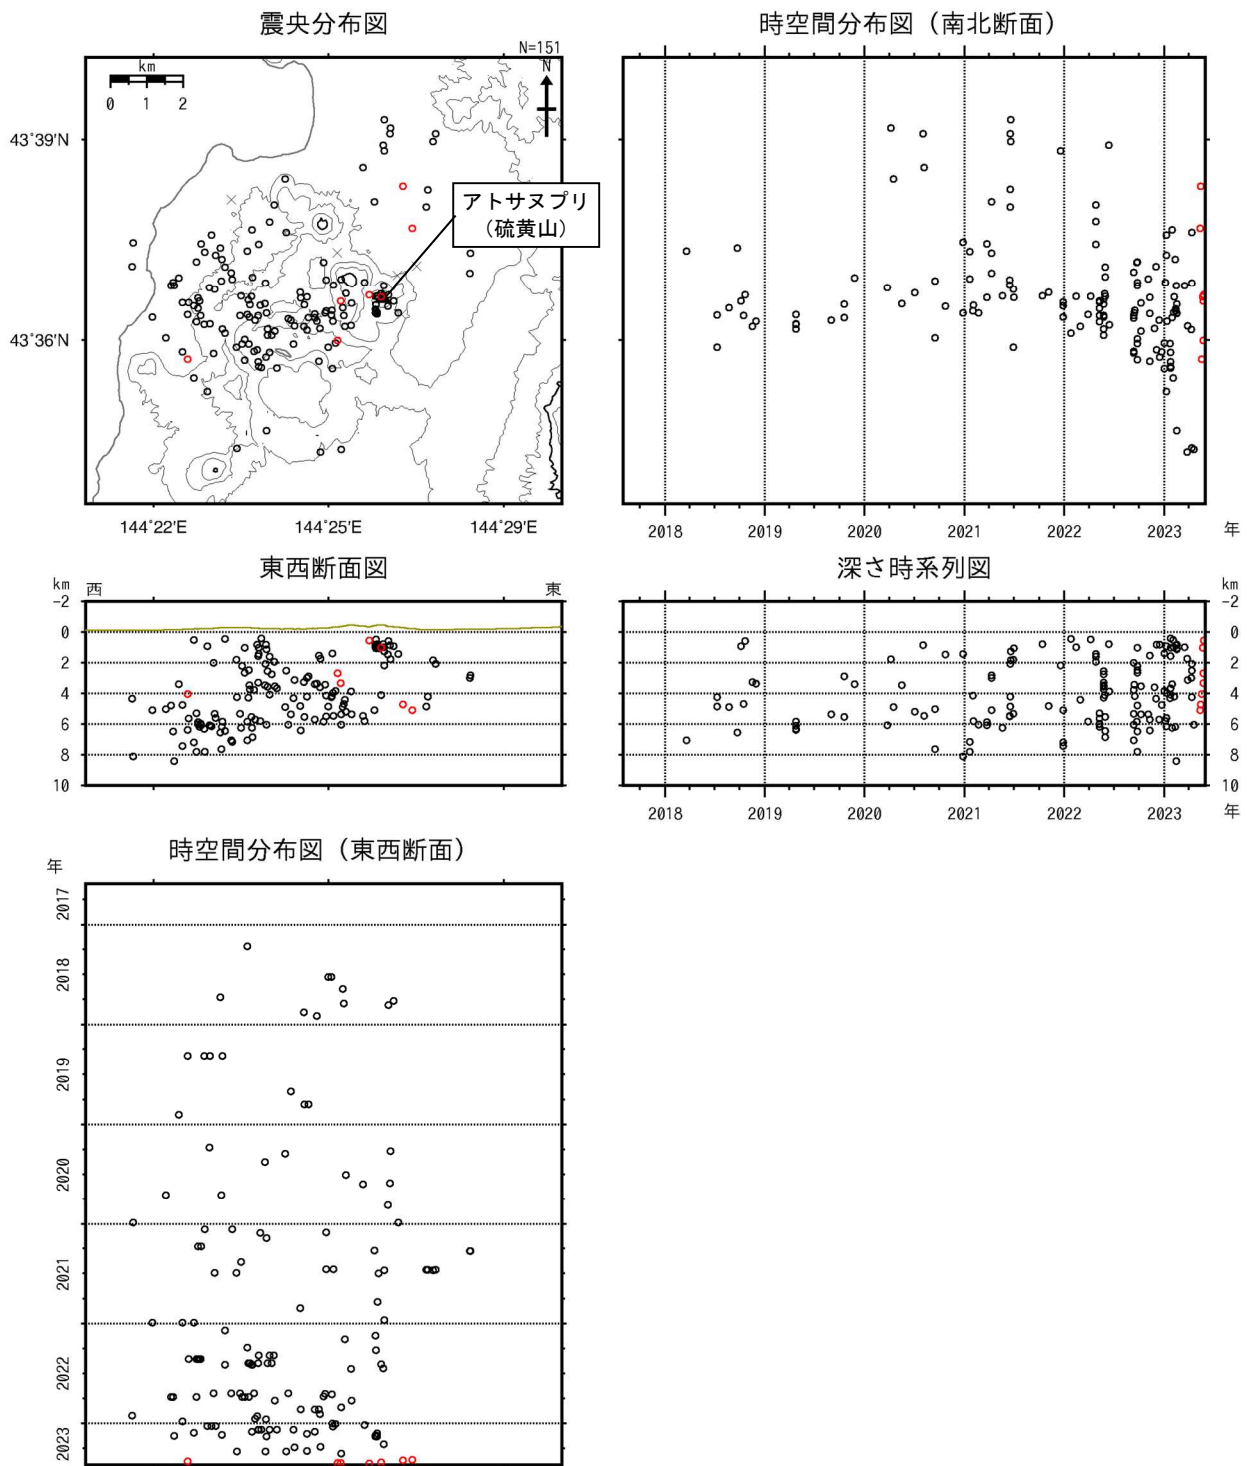 震央分布図
N=151
km
0 1 2
N
43°39'N
43°36'N
アトサヌプリ
（硫黄山）
144°22'E 144°25'E 144°29'E
時空間分布図（南北断面）
2018 2019 2020 2021 2022 2023 年
東西断面図
km 西 東
-2
0
2
4
6
8
10
深さ時系列図
km
-2
0
2
4
6
8
10
2018 2019 2020 2021 2022 2023 年
時空間分布図（東西断面）
年
2017
2018
2019
2020
2021
2022
2023